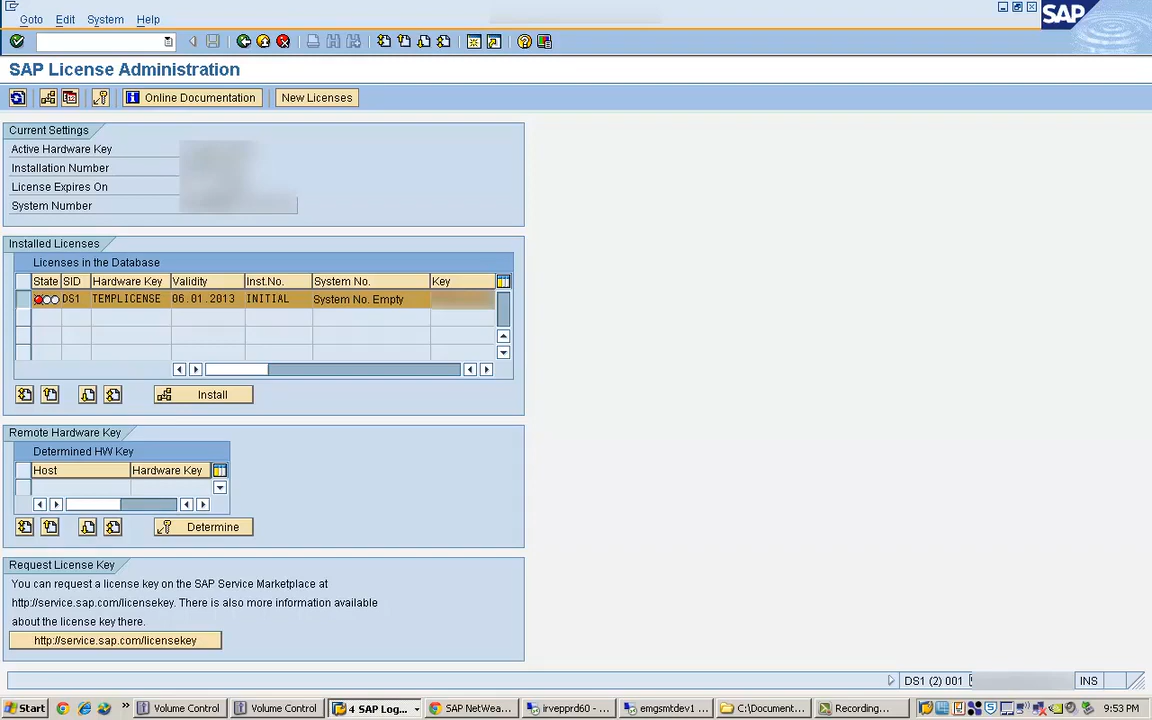 Goto Edit System Help
SAP
SAP License Administration
Online Documentation New Licenses
Current Settings
Active Hardware Key
Installation Number
License Expires On
System Number
Installed Licenses
Licenses in the Database
State SID Hardware Key Validity Inst.No. System No. Key
DS1 TEMPLICENSE 06.01.2013 INITIAL System No. Empty
Install
Remote Hardware Key
Determined HW Key
Host Hardware Key
Determine
Request License Key
You can request a license key on the SAP Service Marketplace at
http://service.sap.com/licensekey. There is also more information available
about the license key there.
http://service.sap.com/licensekey
DS1 (2) 001 INS
Start Volume Control Volume Control 4 SAP Log... SAP NetWea... irvepprd60 - ... emgsmtdev1 ... C:\Document... Recording... 9:53 PM